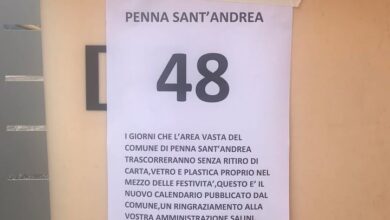 PENNA SANT'ANDREA
48
I GIORNI CHE L'AREA VASTA DEL
COMUNE DI PENNA SANT'ANDREA
TRASCORRERANNO SENZA RITIRO DI
CARTA,VETRO E PLASTICA PROPRIO NEL
MEZZO DELLE FESTIVITA',QUESTO E' IL
NUOVO CALENDARIO PUBBLICATO DAL
COMUNE,UN RINGRAZIAMENTO ALLA
VOSTRA AMMINISTRAZIONE SALINI